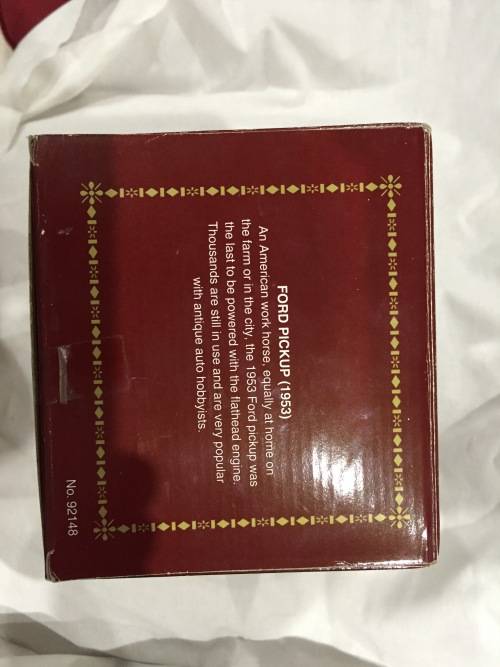 FORD PICKUP (1953)
An American work horse, equally at home on
the farm or in the city, the 1953 Ford pickup was
the last to be powered with the flathead engine.
Thousands are still in use and are very popular
with antique auto hobbyists.
No. 92148